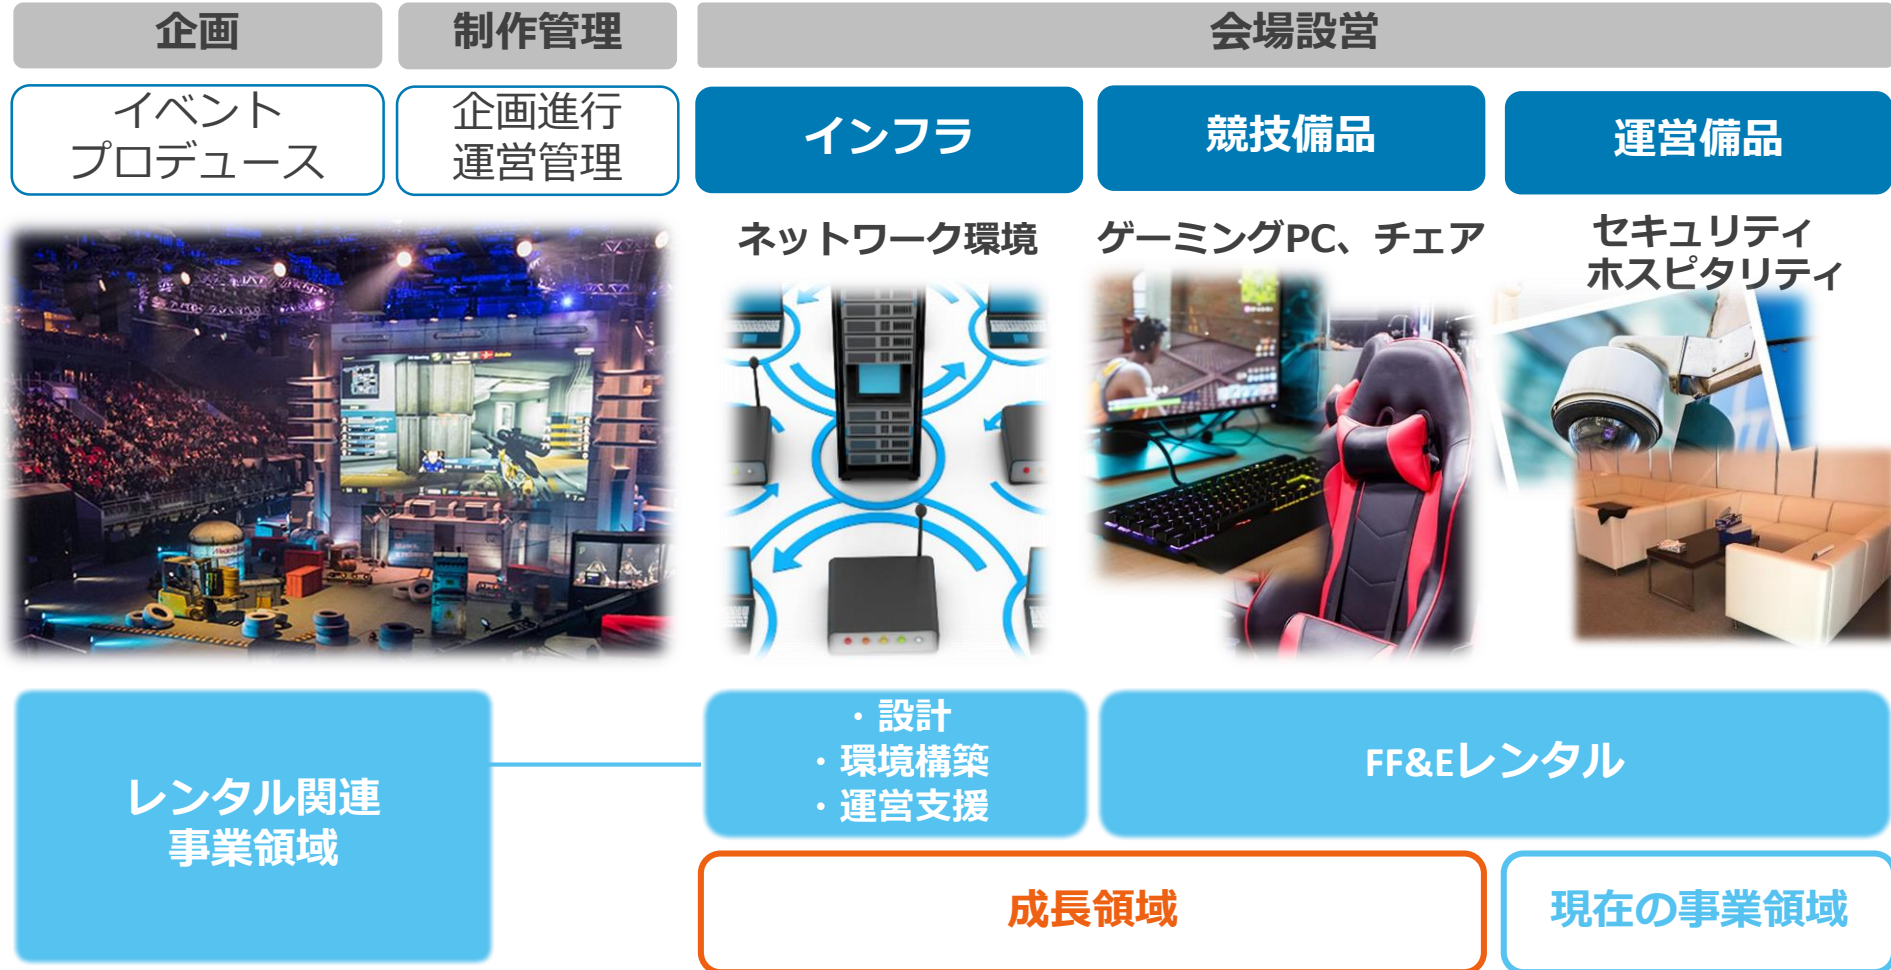 企画
制作管理
会場設営
イベント
プロデュース
企画進行
運営管理
インフラ
競技備品
運営備品
ネットワーク環境
ゲーミングPC、チェア
セキュリティ
ホスピタリティ
レンタル関連
事業領域
・設計
・環境構築
・運営支援
FF&Eレンタル
成長領域
現在の事業領域